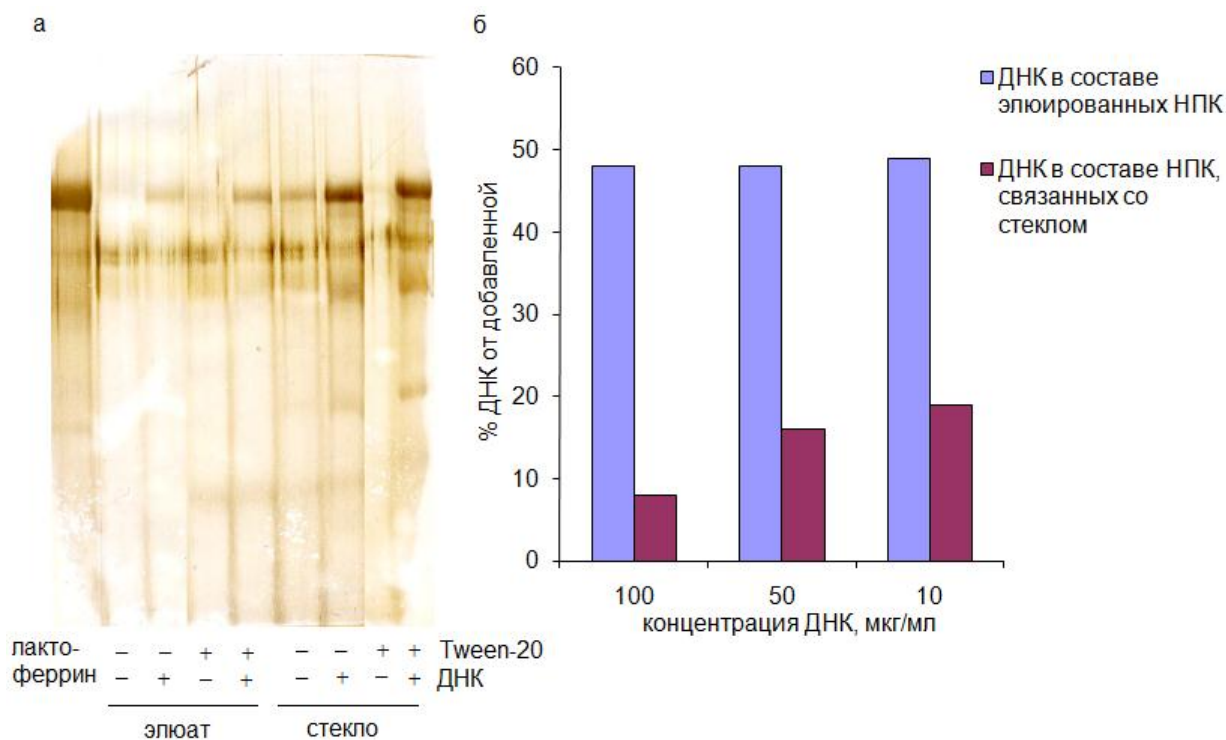 а
лакто-
феррин
– – + + – – + + Tween-20
– + – + – + – + ДНК
элюат
стекло
б
% ДНК от добавленной
60
50
40
30
20
10
0
100 50 10
концентрация ДНК, мкг/мл
ДНК в составе
элюированных НПК
ДНК в составе НПК,
связанных со
стеклом